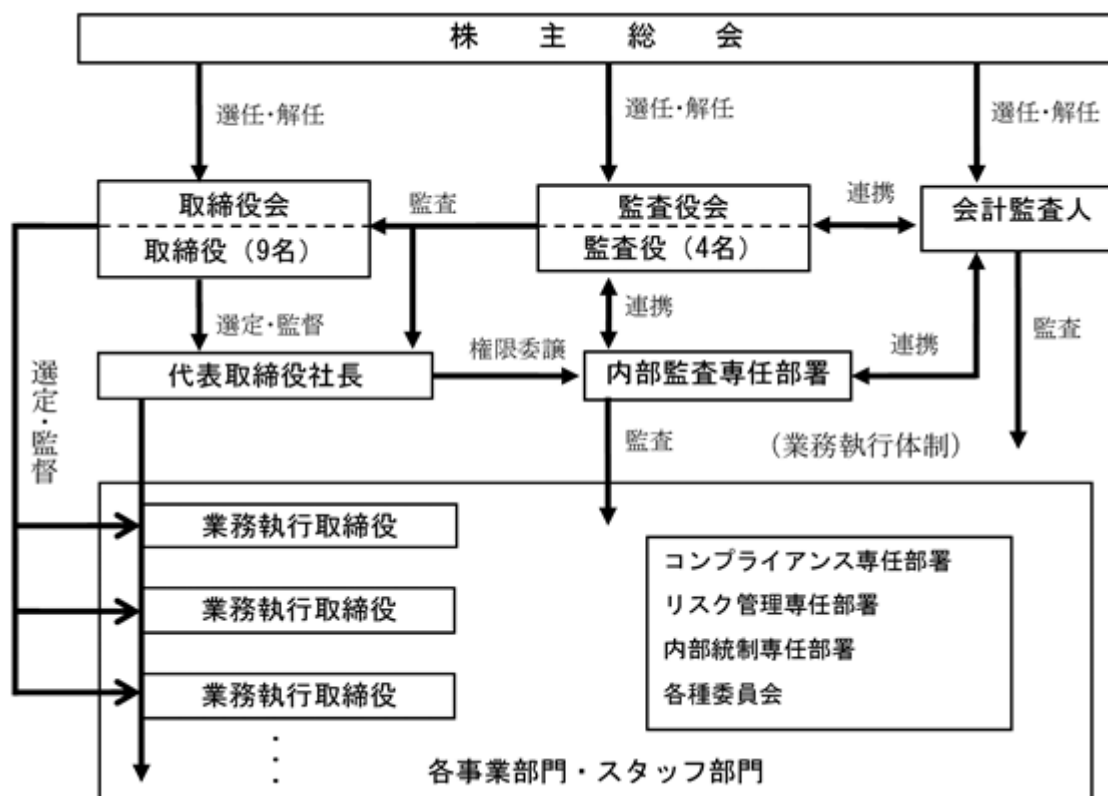 株主総会
選任・解任
選任・解任
選任・解任
取締役会
取締役（9名）
監査
監査役会
監査役（4名）
連携
会計監査人
選定・監督
連携
監査
権限委譲
連携
代表取締役社長
内部監査専任部署
選定・監督
監査
（業務執行体制）
業務執行取締役
業務執行取締役
業務執行取締役
コンプライアンス専任部署
リスク管理専任部署
内部統制専任部署
各種委員会
各事業部門・スタッフ部門